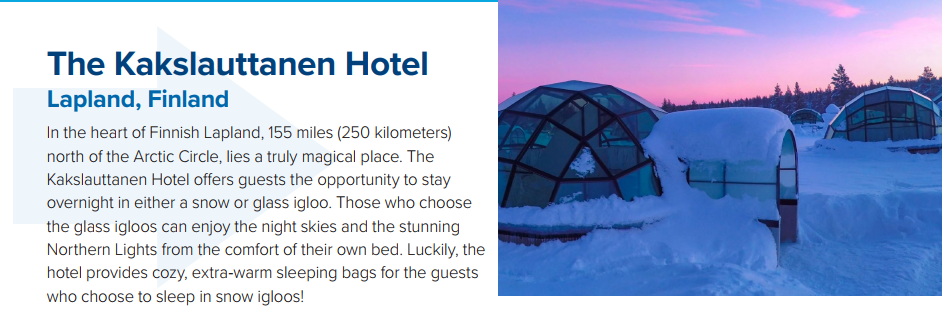 The Kakslauttanen Hotel
Lapland, Finland
In the heart of Finnish Lapland, 155 miles (250 kilometers)
north of the Arctic Circle, lies a truly magical place. The
Kakslauttanen Hotel offers guests the opportunity to stay
overnight in either a snow or glass igloo. Those who choose
the glass igloos can enjoy the night skies and the stunning
Northern Lights from the comfort of their own bed. Luckily, the
hotel provides cozy, extra-warm sleeping bags for the guests
who choose to sleep in snow igloos!